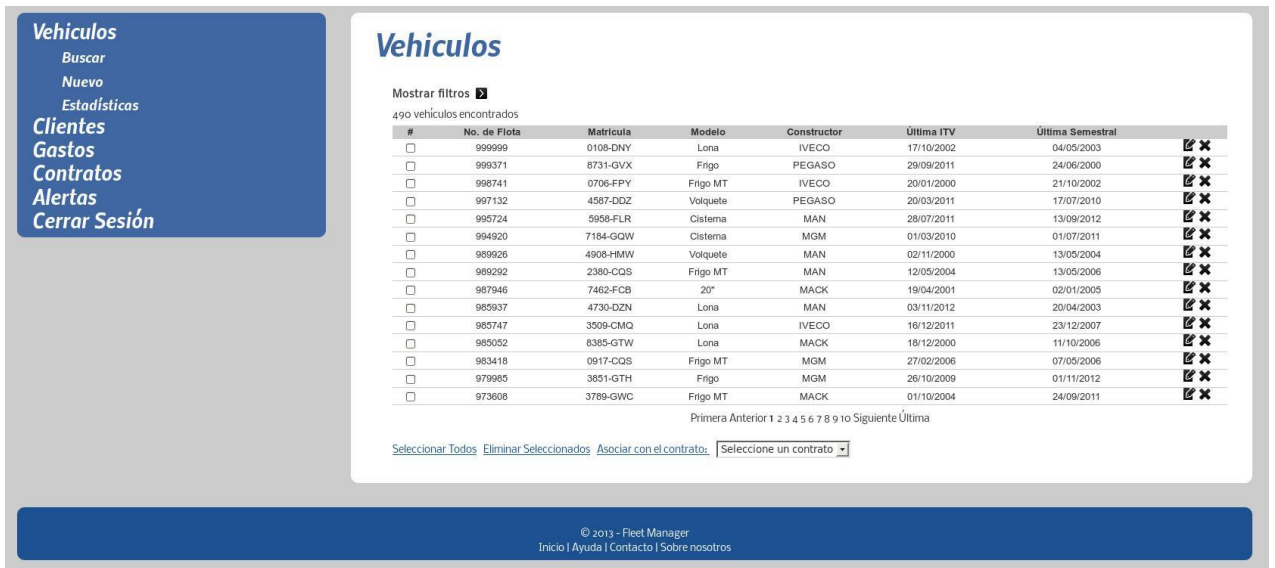 Vehiculos
Buscar
Nuevo
Estadísticas
Clientes
Gastos
Contratos
Alertas
Cerrar Sesión
Vehiculos
Mostrar filtros
490 vehículos encontrados
# No. de Flota Matricula Modelo Constructor Última ITV Última Semestral
999999 0108-DNY Lona IVECO 17/10/2002 04/05/2003
999371 8731-GVX Frigo PEGASO 29/09/2011 24/06/2000
998741 0706-FPY Frigo MT IVECO 20/01/2000 21/10/2002
997132 4587-DDZ Volquete PEGASO 20/03/2011 17/07/2010
995724 5958-FLR Cisterna MAN 28/07/2011 13/09/2012
994920 7184-GQW Cisterna MGM 01/03/2010 01/07/2011
989926 4908-HMW Volquete MAN 02/11/2000 13/05/2004
989292 2380-CQS Frigo MT MAN 12/05/2004 13/05/2006
987946 7462-FCB 20" MACK 19/04/2001 02/01/2005
985937 4730-DZN Lona MAN 03/11/2012 20/04/2003
985747 3509-CMQ Lona IVECO 16/12/2011 23/12/2007
985052 8385-GTW Lona MACK 18/12/2000 11/10/2006
983418 0917-CQS Frigo MT MGM 27/02/2006 07/05/2006
979985 3851-GTH Frigo MGM 26/10/2009 01/11/2012
973608 3789-GWC Frigo MT MACK 01/10/2004 24/09/2011
Primera Anterior 1 2 3 4 5 6 7 8 9 10 Siguiente Última
Seleccionar Todos Eliminar Seleccionados Asociar con el contrato: Seleccione un contrato
© 2013 - Fleet Manager
Inicio | Ayuda | Contacto | Sobre nosotros